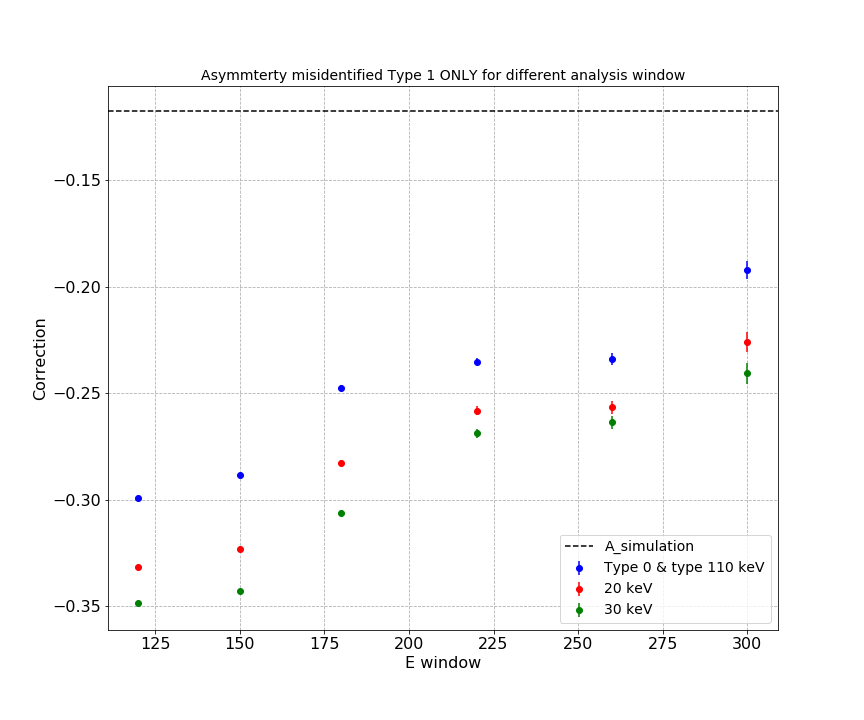 Asymmterty misidentified Type 1 ONLY for different analysis window
Correction
−0.15
−0.20
−0.25
−0.30
−0.35
A_simulation
Type 0 & type 110 keV
20 keV
30 keV
125 150 175 200 225 250 275 300
E window